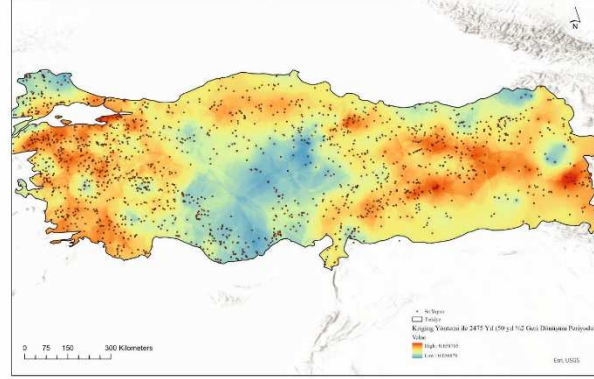 N
Su Yapısı
Türkiye
Kriging Yöntemi ile 2475 Yıl (50 yıl %2 Geri Dönüşüm Periyodu
Value
High :
Low :
0 75 150 300 Kilometers
Esri, USGS